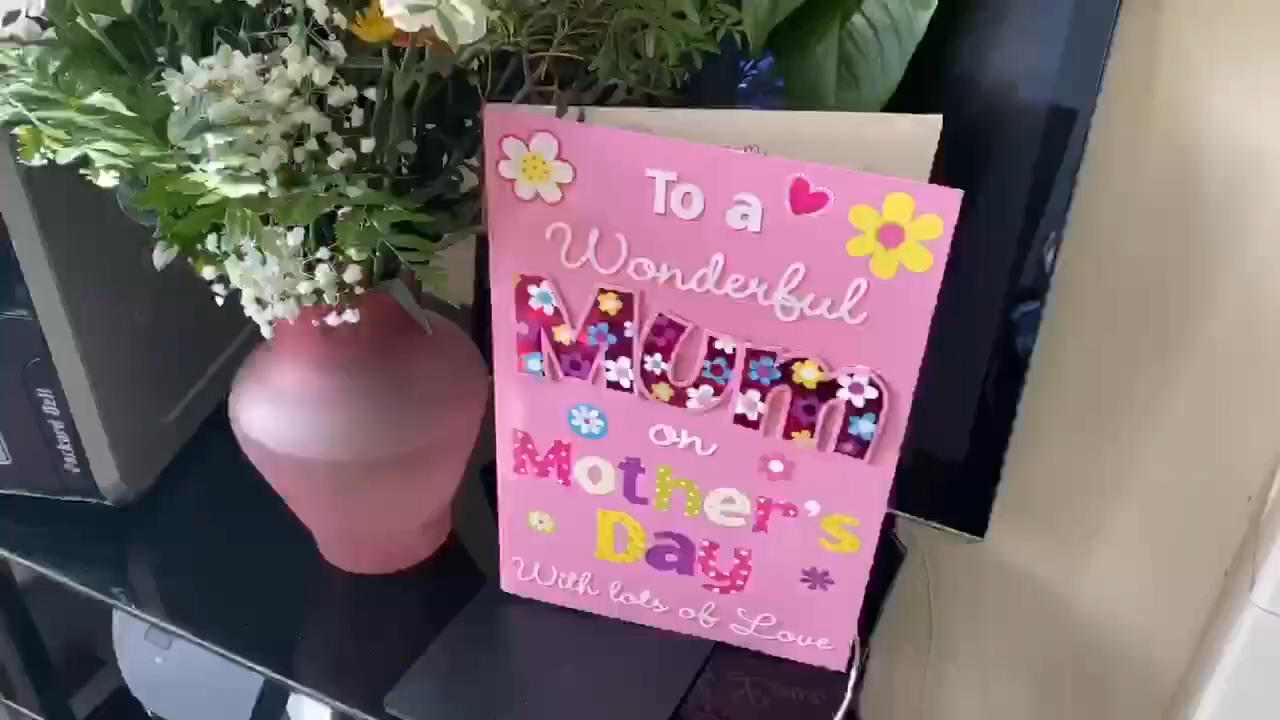 To a
Wonderful
Mum
on
Mother's
Day
With lots of Love
Packard Bell